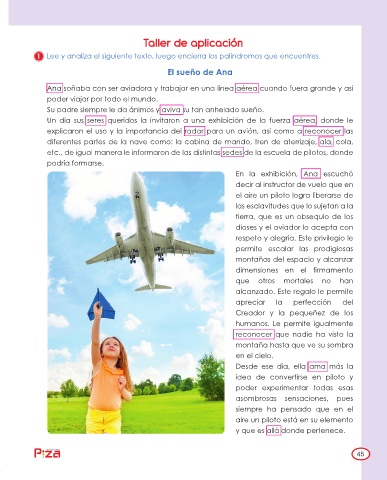 Taller de aplicación
1 Lee y analiza el siguiente texto, luego encierra los palíndromos que encuentres.
El sueño de Ana
Ana soñaba con ser aviadora y trabajar en una línea aérea cuando fuera grande y así
poder viajar por todo el mundo.
Su padre siempre le da ánimos y aviva su tan anhelado sueño.
Un día sus seres queridos la invitaron a una exhibición de la fuerza aérea, donde le
explicaron el uso y la importancia del radar para un avión, así como a reconocer las
diferentes partes de la nave como: la cabina de mando, tren de aterrizaje, ala, cola,
etc., de igual manera le informaron de las distintas sedes de la escuela de pilotos, donde
podría formarse.
En la exhibición, Ana escuchó
decir al instructor de vuelo que en
el aire un piloto logra liberarse de
las esclavitudes que lo sujetan a la
tierra, que es un obsequio de los
dioses y el aviador lo acepta con
respeto y alegría. Este privilegio le
permite escalar las prodigiosas
montañas del espacio y alcanzar
dimensiones en el firmamento
que otros mortales no han
alcanzado. Este regalo le permite
apreciar la perfección del
Creador y la pequeñez de los
humanos. Le permite igualmente
reconocer que nadie ha visto la
montaña hasta que ve su sombra
en el cielo.
Desde ese día, ella ama más la
idea de convertirse en piloto y
poder experimentar todas esas
asombrosas sensaciones, pues
siempre ha pensado que en el
aire un piloto está en su elemento
y que es allá donde pertenece.
Piza
45